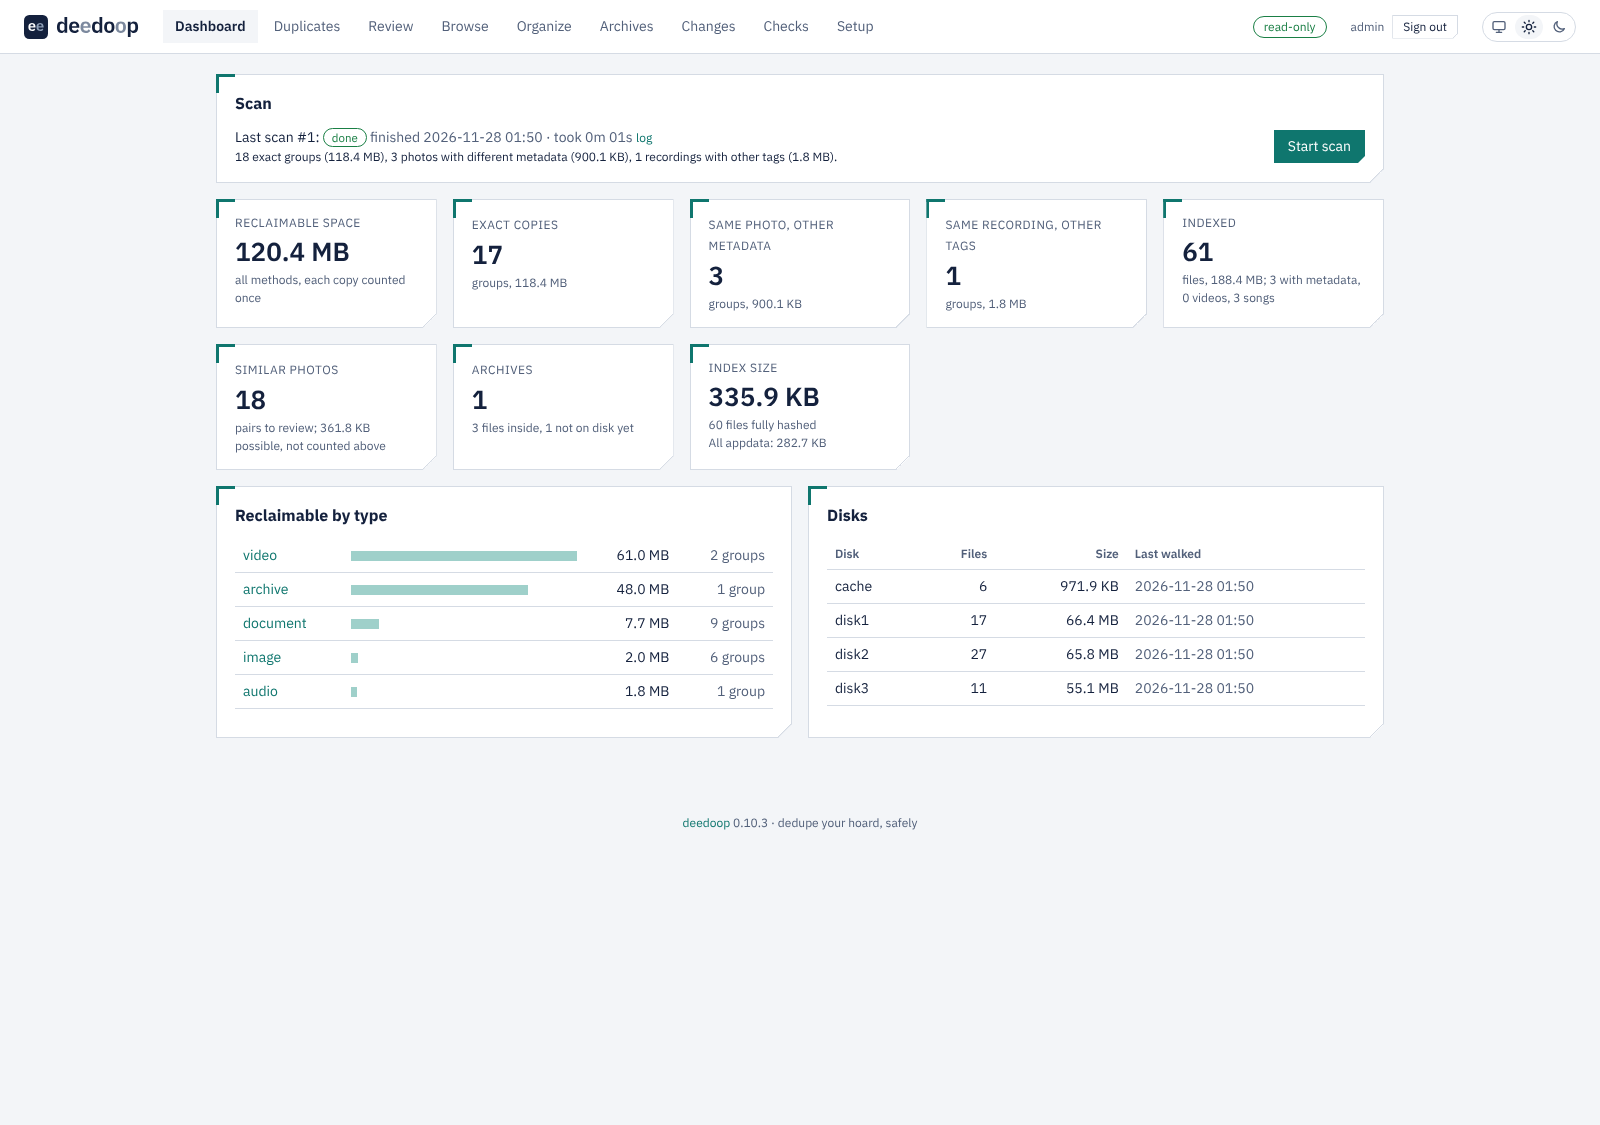 ee deedoop Dashboard Duplicates Review Browse Organize Archives Changes Checks Setup read-only admin Sign out
Scan
Last scan #1: done finished 2026-11-28 01:50 · took 0m 01s log
18 exact groups (118.4 MB), 3 photos with different metadata (900.1 KB), 1 recordings with other tags (1.8 MB).
Start scan
RECLAIMABLE SPACE
120.4 MB
all methods, each copy counted
once
EXACT COPIES
17
groups, 118.4 MB
SAME PHOTO, OTHER
METADATA
3
groups, 900.1 KB
SAME RECORDING, OTHER
TAGS
1
groups, 1.8 MB
INDEXED
61
files, 188.4 MB; 3 with metadata,
0 videos, 3 songs
SIMILAR PHOTOS
18
pairs to review; 361.8 KB
possible, not counted above
ARCHIVES
1
3 files inside, 1 not on disk yet
INDEX SIZE
335.9 KB
60 files fully hashed
All appdata: 282.7 KB
Reclaimable by type
video 61.0 MB 2 groups
archive 48.0 MB 1 group
document 7.7 MB 9 groups
image 2.0 MB 6 groups
audio 1.8 MB 1 group
Disks
Disk Files Size Last walked
cache 6 971.9 KB 2026-11-28 01:50
disk1 17 66.4 MB 2026-11-28 01:50
disk2 27 65.8 MB 2026-11-28 01:50
disk3 11 55.1 MB 2026-11-28 01:50
deedoop 0.10.3 · dedupe your hoard, safely